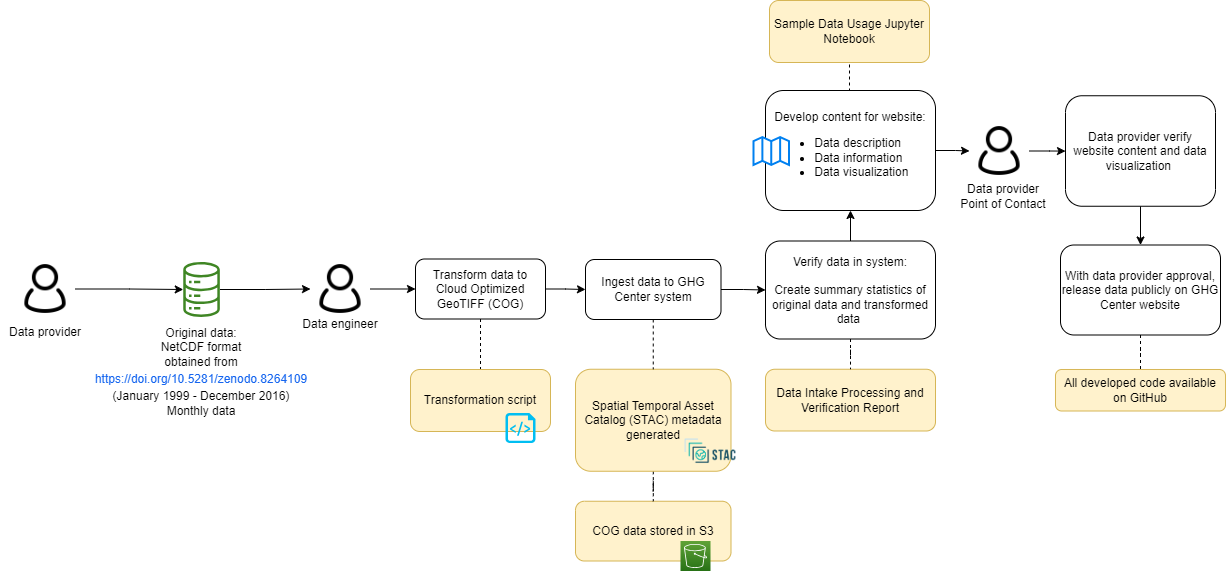 Data provider
Original data:
NetCDF format
obtained from
https://doi.org/10.5281/zenodo.8264109
(January 1999 - December 2016)
Monthly data
Data engineer
Transform data to
Cloud Optimized
GeoTIFF (COG)
Transformation script
</>
Ingest data to GHG
Center system
Spatial Temporal Asset
Catalog (STAC) metadata
generated
STAC
COG data stored in S3
Verify data in system:
Create summary statistics of
original data and transformed
data
Data Intake Processing and
Verification Report
Sample Data Usage Jupyter
Notebook
Develop content for website:
• Data description
• Data information
• Data visualization
Data provider
Point of Contact
Data provider verify
website content and data
visualization
With data provider approval,
release data publicly on GHG
Center website
All developed code available
on GitHub